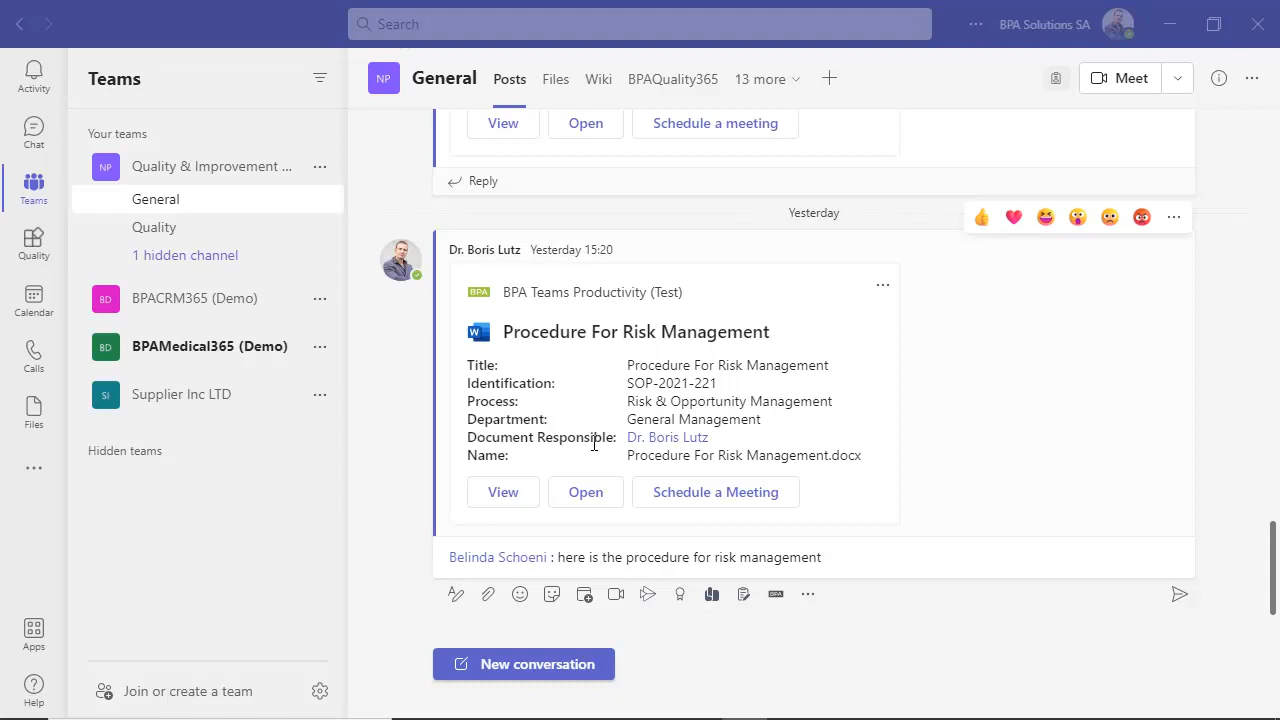 Search
BPA Solutions SA
Activity
Chat
Teams
Quality
Calendar
Calls
Files
Apps
Help
Teams
Your teams
NP Quality & Improvement ...
General
Quality
1 hidden channel
BD BPACRM365 (Demo)
BD BPAMedical365 (Demo)
SI Supplier Inc LTD
Hidden teams
Join or create a team
NP General Posts Files Wiki BPAQuality365 13 more Meet
View Open Schedule a meeting
Reply
Yesterday
Dr. Boris Lutz Yesterday 15:20
BPA BPA Teams Productivity (Test)
W Procedure For Risk Management
Title: Procedure For Risk Management
Identification: SOP-2021-221
Process: Risk & Opportunity Management
Department: General Management
Document Responsible: Dr. Boris Lutz
Name: Procedure For Risk Management.docx
View Open Schedule a Meeting
Belinda Schoeni : here is the procedure for risk management
BPA
New conversation